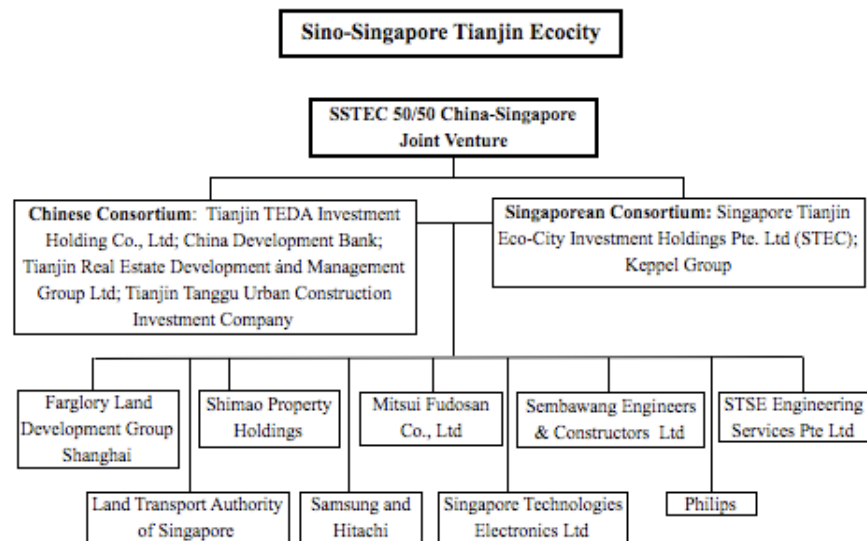 Sino-Singapore Tianjin Ecocity
SSTEC 50/50 China-Singapore
Joint Venture
Chinese Consortium: Tianjin TEDA Investment
Holding Co., Ltd; China Development Bank;
Tianjin Real Estate Development and Management
Group Ltd; Tianjin Tanggu Urban Construction
Investment Company
Singaporean Consortium: Singapore Tianjin
Eco-City Investment Holdings Pte. Ltd (STEC);
Keppel Group
Farglory Land
Development Group
Shanghai
Shimao Property
Holdings
Mitsui Fudosan
Co., Ltd
Sembawang Engineers
& Constructors Ltd
STSE Engineering
Services Pte Ltd
Land Transport Authority
of Singapore
Samsung and
Hitachi
Singapore Technologies
Electronics Ltd
Philips